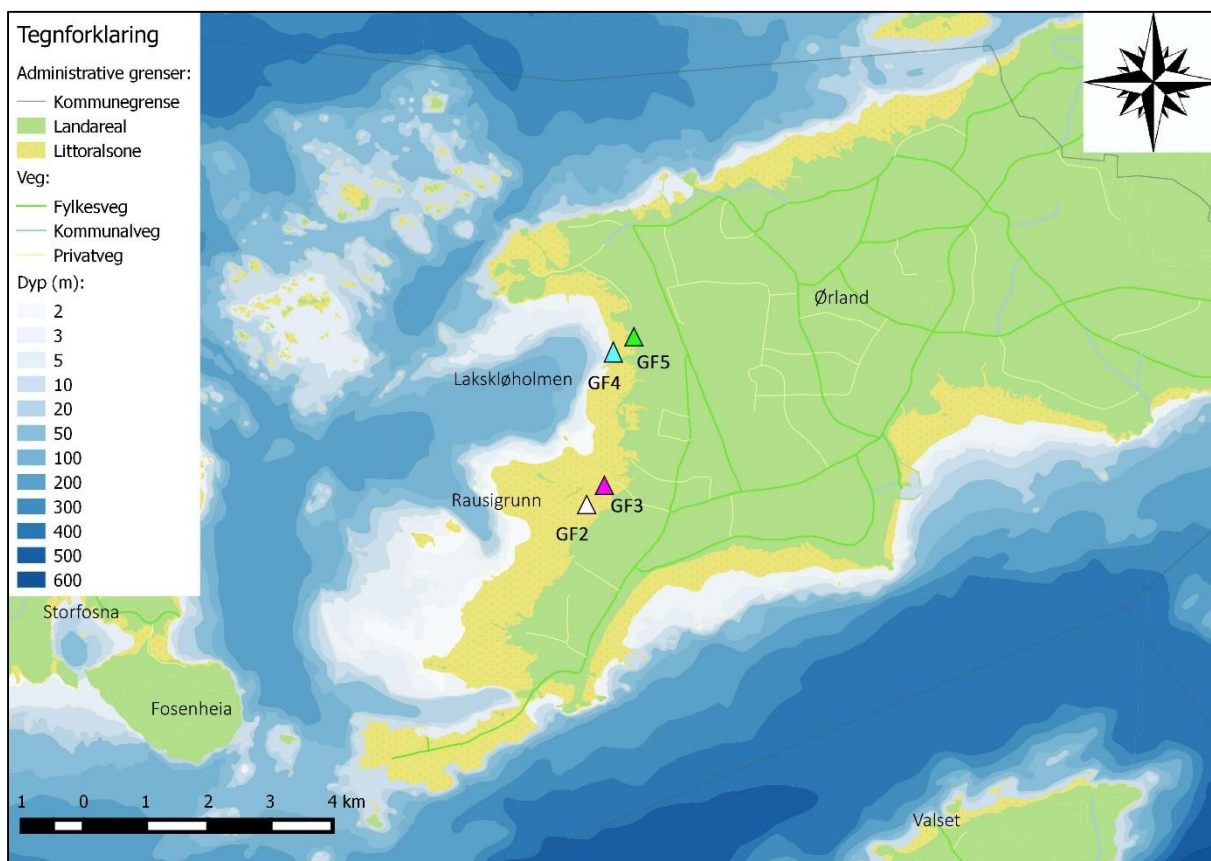 Tegnforklaring
Administrative grenser:
Kommunegrense
Landareal
Littoralsone
Veg:
Fylkesveg
Kommunalveg
Privatveg
Dyp (m):
2
3
5
10
20
50
100
200
300
400
500
600
Ørland
GF5
Lakskløholmen
GF4
Rausigrunn
GF3
GF2
Storfosna
Fosenheia
1 0 1 2 3 4 km
Valset